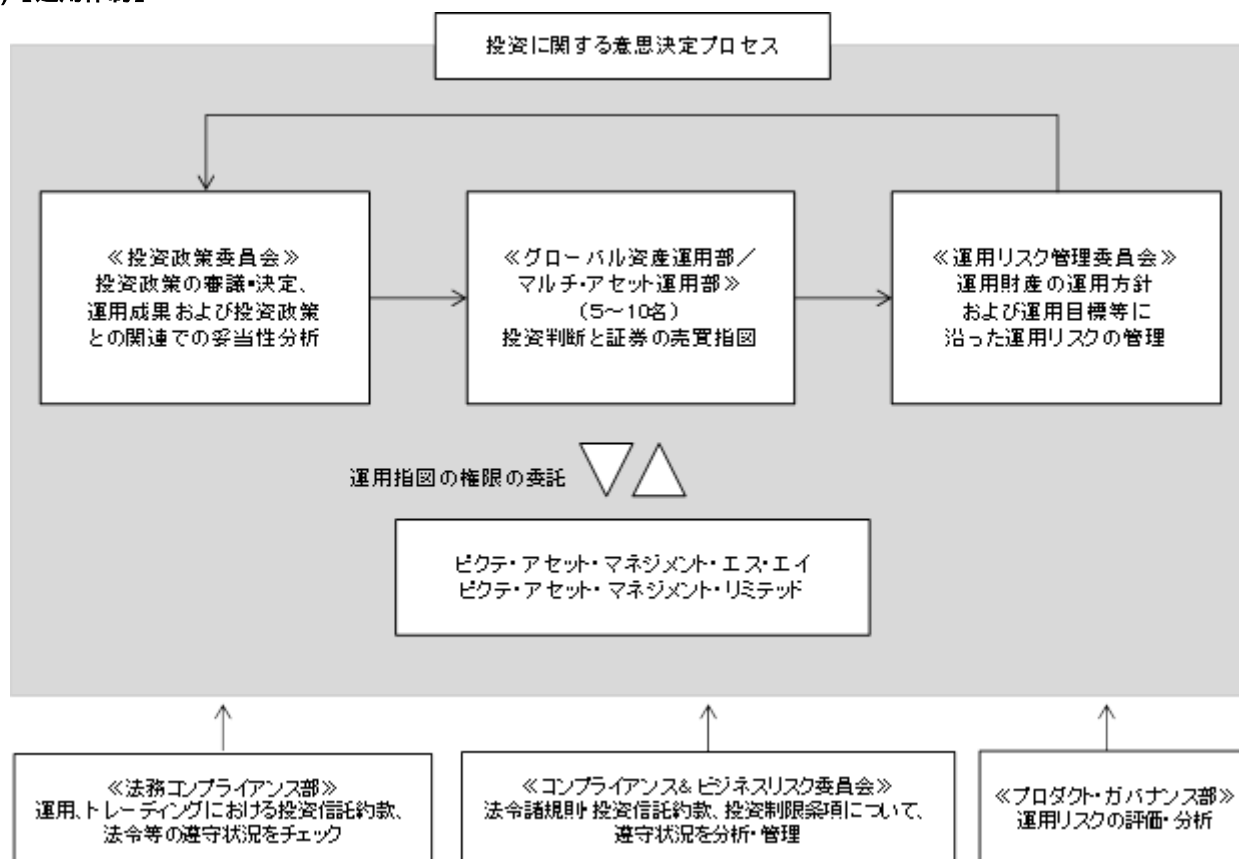 投資に関する意思決定プロセス
≪投資政策委員会≫
投資政策の審議・決定、
運用成果および投資政策
との関連での妥当性分析
≪グローバル資産運用部／
マルチ・アセット運用部≫
(5～10名)
投資判断と証券の売買指図
≪運用リスク管理委員会≫
運用財産の運用方針
および運用目標等に
沿った運用リスクの管理
運用指図の権限の委託
ピクテ・アセット・マネジメント・エス・エイ
ピクテ・アセット・マネジメント・リミテッド
≪法務コンプライアンス部≫
運用、トレーディングにおける投資信託約款、
法令等の遵守状況をチェック
≪コンプライアンス&ビジネスリスク委員会≫
法令諸規則・投資信託約款、投資制限条項について、
遵守状況を分析・管理
≪プロダクト・ガバナンス部≫
運用リスクの評価・分析